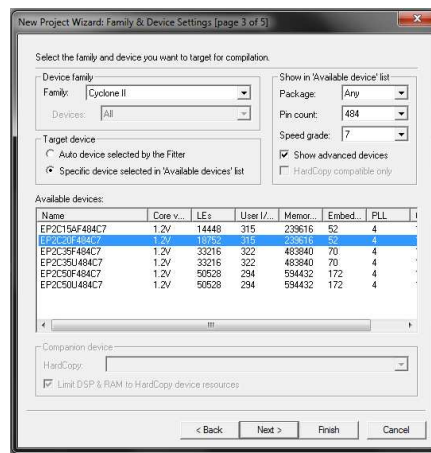 New Project Wizard: Family & Device Settings [page 3 of 5]
Select the family and device you want to target for compilation.
Device family
Family: Cyclone II
Devices: All
Target device
Auto device selected by the Fitter
Specific device selected in 'Available devices' list
Show in 'Available device' list
Package: Any
Pin count: 484
Speed grade: 7
Show advanced devices
HardCopy compatible only
Available devices:
Name Core v... LEs User I/... Memor... Embed... PLL
EP2C15AF484C7 1.2V 14448 315 239616 52 4
EP2C20F484C7 1.2V 18752 315 239616 52 4
EP2C35F484C7 1.2V 33216 322 483840 70 4
EP2C35U484C7 1.2V 33216 322 483840 70 4
EP2C50F484C7 1.2V 50528 294 594432 172 4
EP2C50U484C7 1.2V 50528 294 594432 172 4
Companion device
HardCopy:
Limit DSP & RAM to HardCopy device resources
< Back Next > Finish Cancel